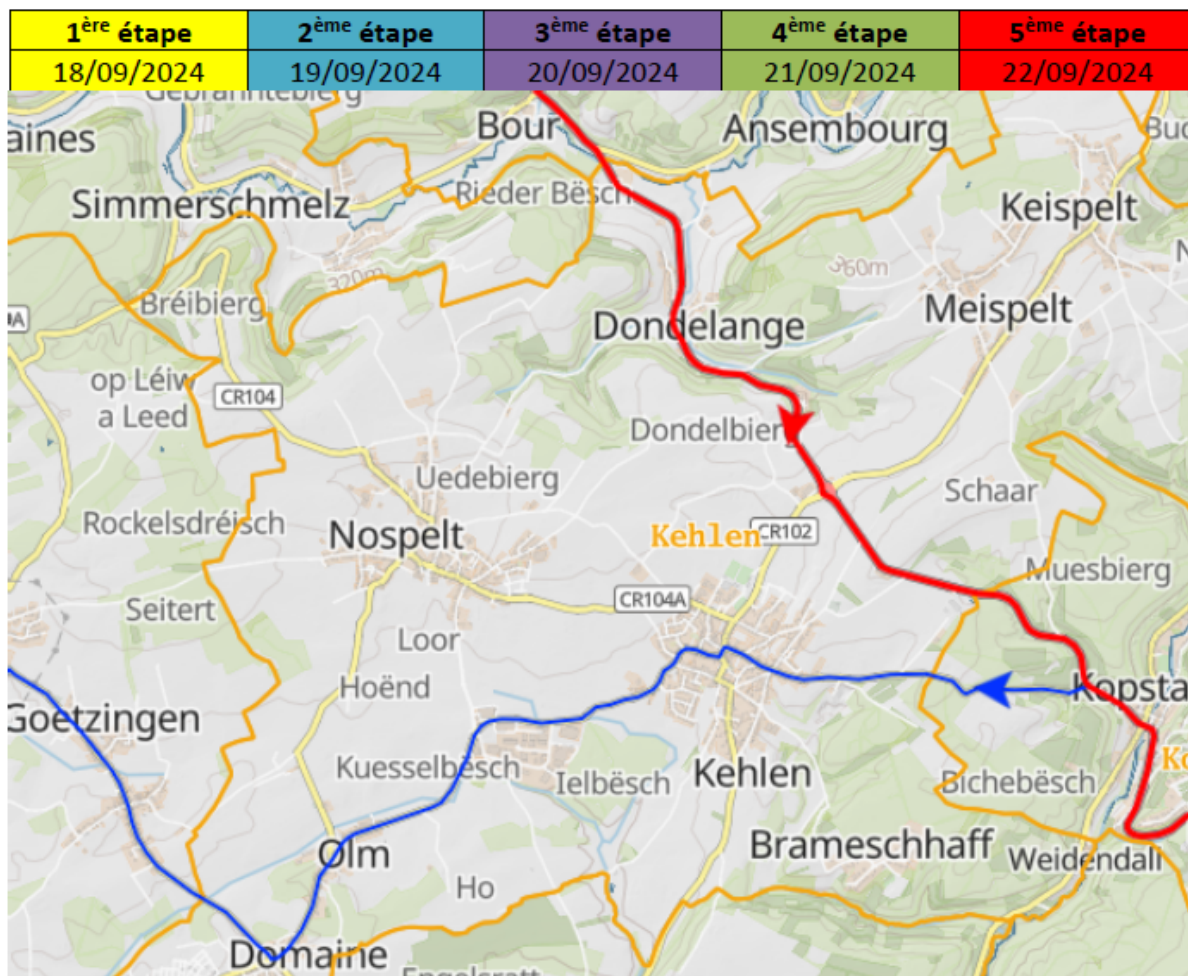 1ère étape 2ème étape 3ème étape 4ème étape 5ème étape
18/09/2024 19/09/2024 20/09/2024 21/09/2024 22/09/2024
Bour
Ansembourg
aines
Simmerschmelz
Rieder Bësch
Keispelt
320m
360m
Bréibierg
Meispelt
Dondelange
op Léiw
a Leed
CR104
Dondelbierg
Uedebierg
Schaar
Rockelsdréisch
Nospelt
Kehlen
CR102
Muesbierg
Seitert
CR104A
Loor
Hoënd
Kopsta
Goetzingen
Kuesselbësch
Ielbësch
Kehlen
Bichebësch
Ko
Olm
Brameschhaff
Weidendall
Ho
Domaine